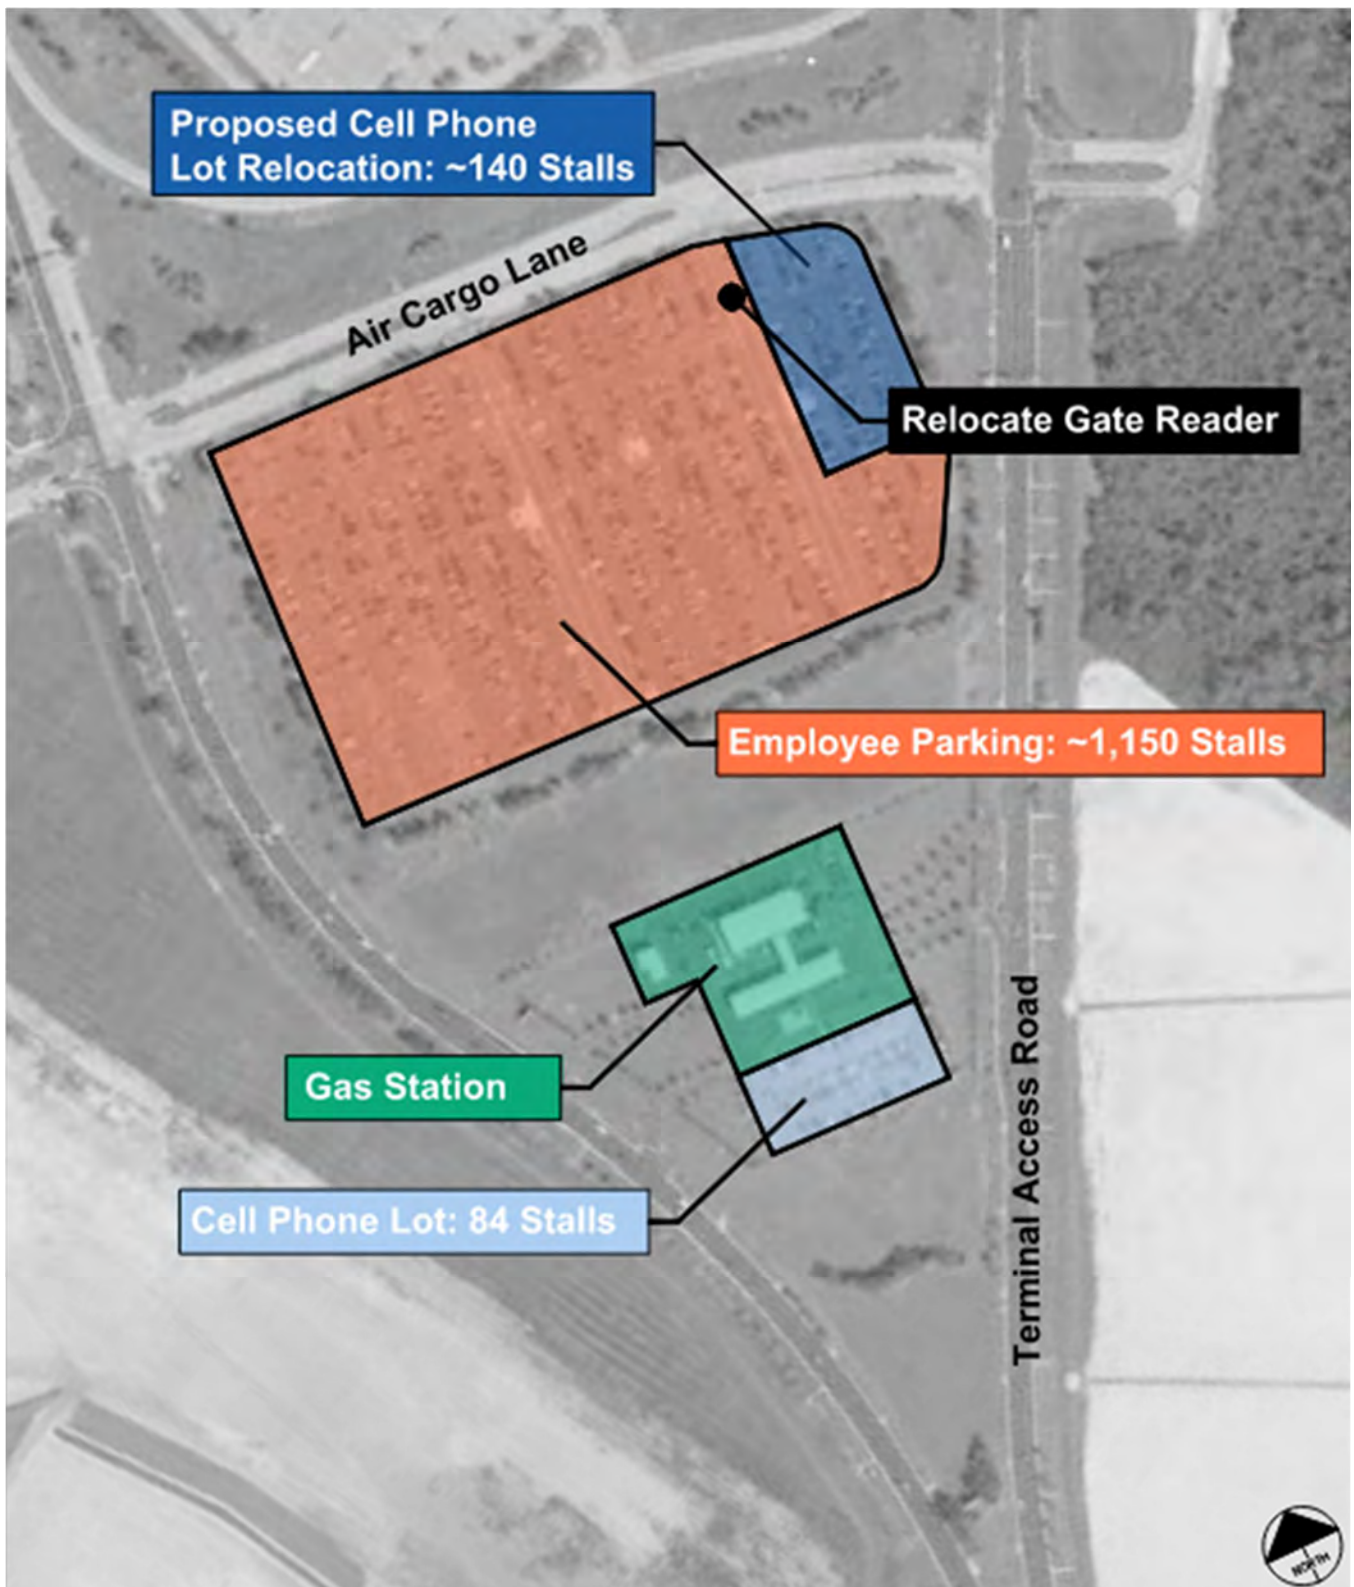 Proposed Cell Phone
Lot Relocation: ~140 Stalls
Air Cargo Lane
Relocate Gate Reader
Employee Parking: ~1,150 Stalls
Gas Station
Cell Phone Lot: 84 Stalls
Terminal Access Road
NORTH